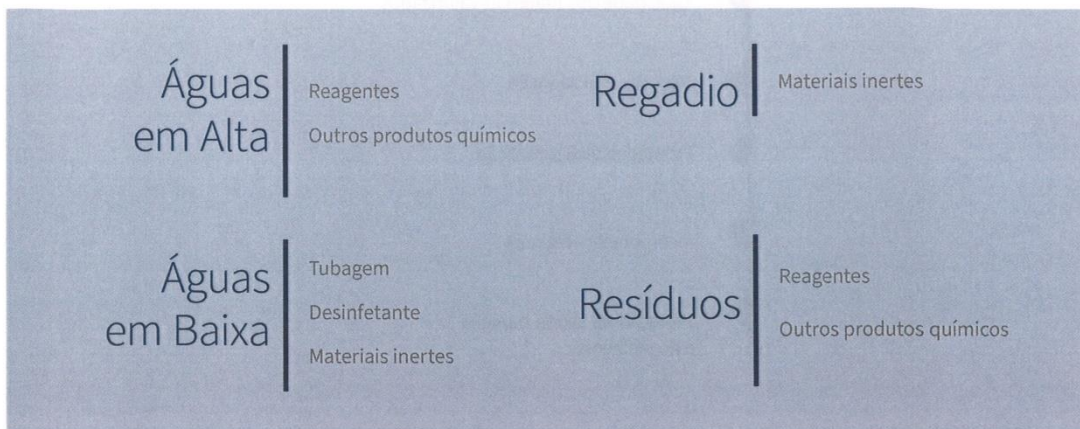 Águas
em Alta
Reagentes
Outros produtos químicos
Regadio
Materiais inertes
Águas
em Baixa
Tubagem
Desinfetante
Materiais inertes
Resíduos
Reagentes
Outros produtos químicos